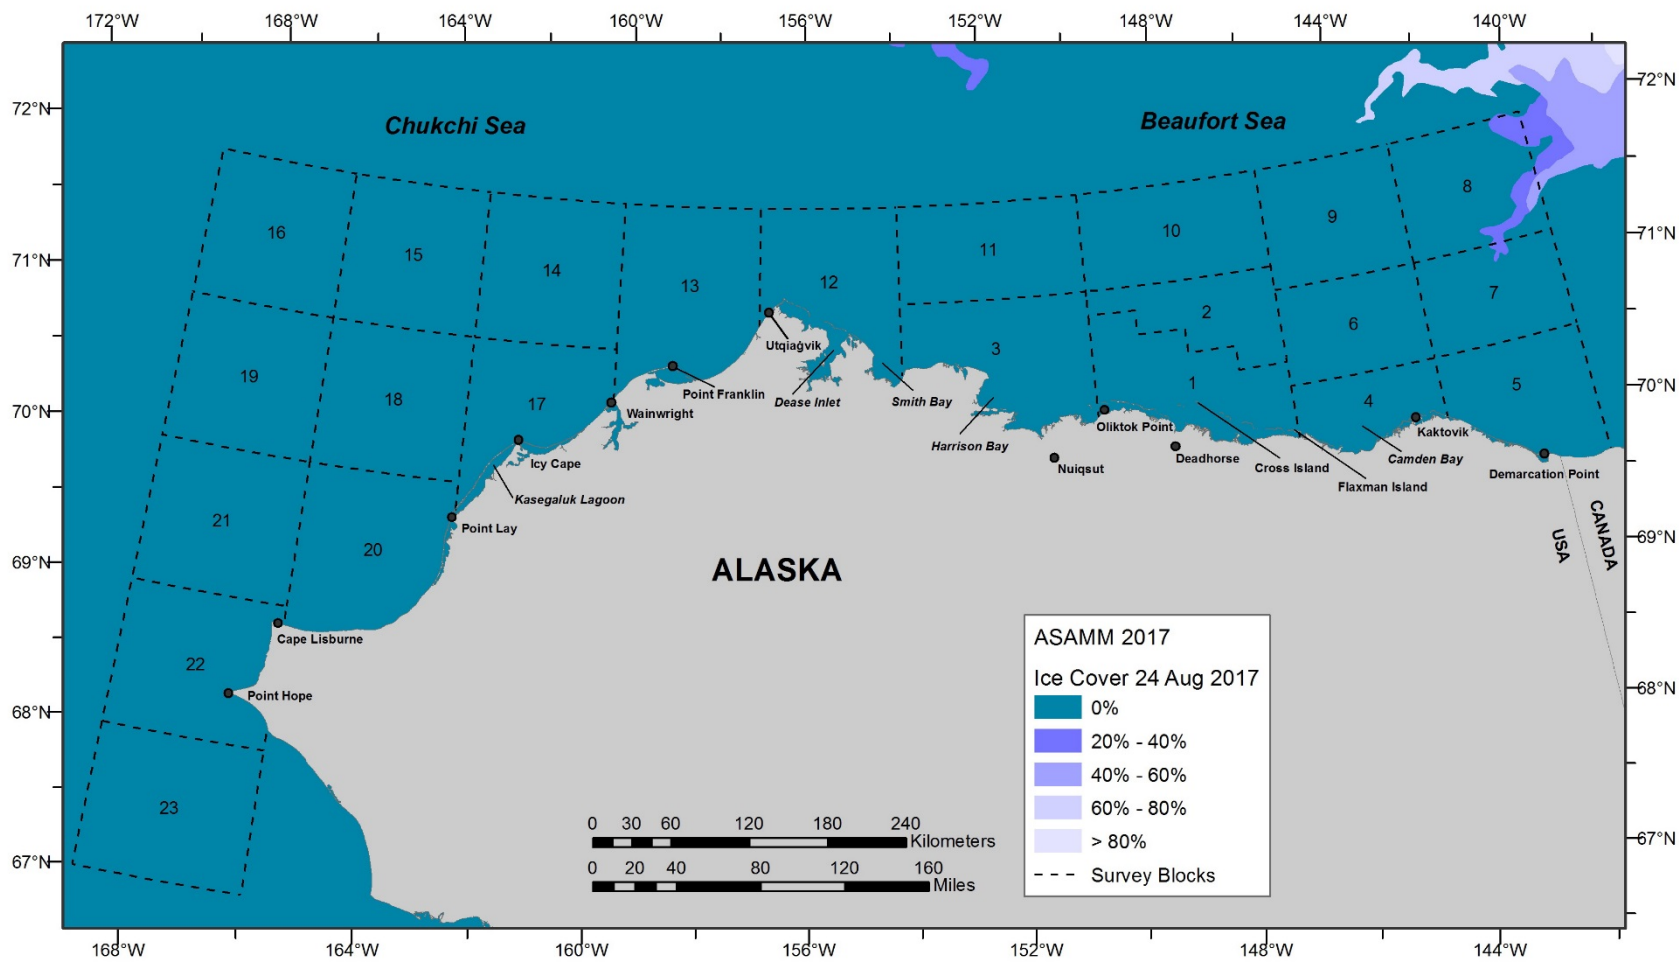 172°W 168°W 164°W 160°W 156°W 152°W 148°W 144°W 140°W
72°N 72°N
Chukchi Sea Beaufort Sea
8
9
16 10
71°N 71°N
15 11
14 12
13 7
2
6
Utqiaġvik
3
19 Point Franklin 1 5 70°N
18 Dease Inlet Smith Bay
70°N 17 Wainwright 4
Oliktok Point Kaktovik
Harrison Bay
Icy Cape Nuiqsut Deadhorse Cross Island Camden Bay
Demarcation Point
Kasegaluk Lagoon Flaxman Island
21 Point Lay
20 CANADA
USA
69°N 69°N
ALASKA
Cape Lisburne ASAMM 2017
22 Ice Cover 24 Aug 2017
Point Hope 68°N
68°N 0%
20% - 40%
40% - 60%
23 60% - 80%
0 30 60 120 180 240
Kilometers > 80%
67°N 67°N
0 20 40 80 120 160
Miles Survey Blocks
168°W 164°W 160°W 156°W 152°W 148°W 144°W